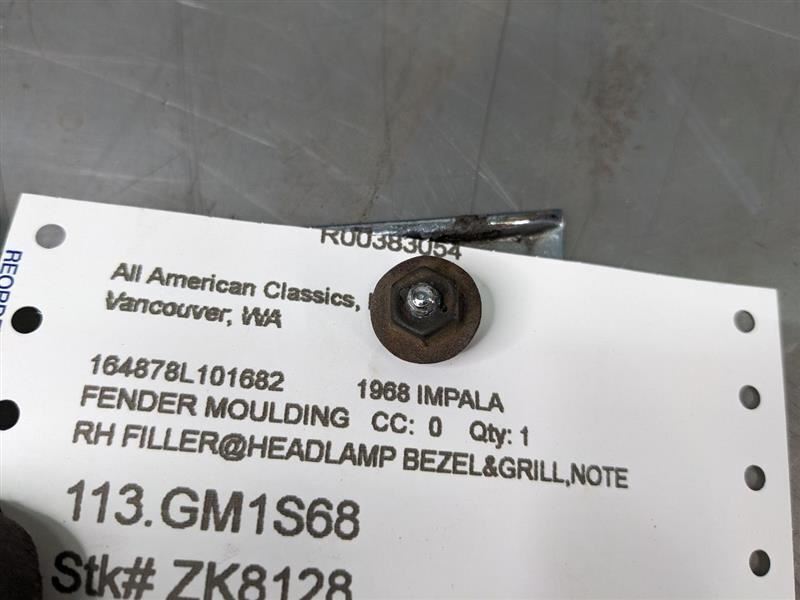 R00383054
All American Classics,
Vancouver, WA
164878L101682 1968 IMPALA
FENDER MOULDING CC: 0 Qty: 1
RH FILLER@HEADLAMP BEZEL&GRILL,NOTE
113.GM1S68
Stk# ZK8128